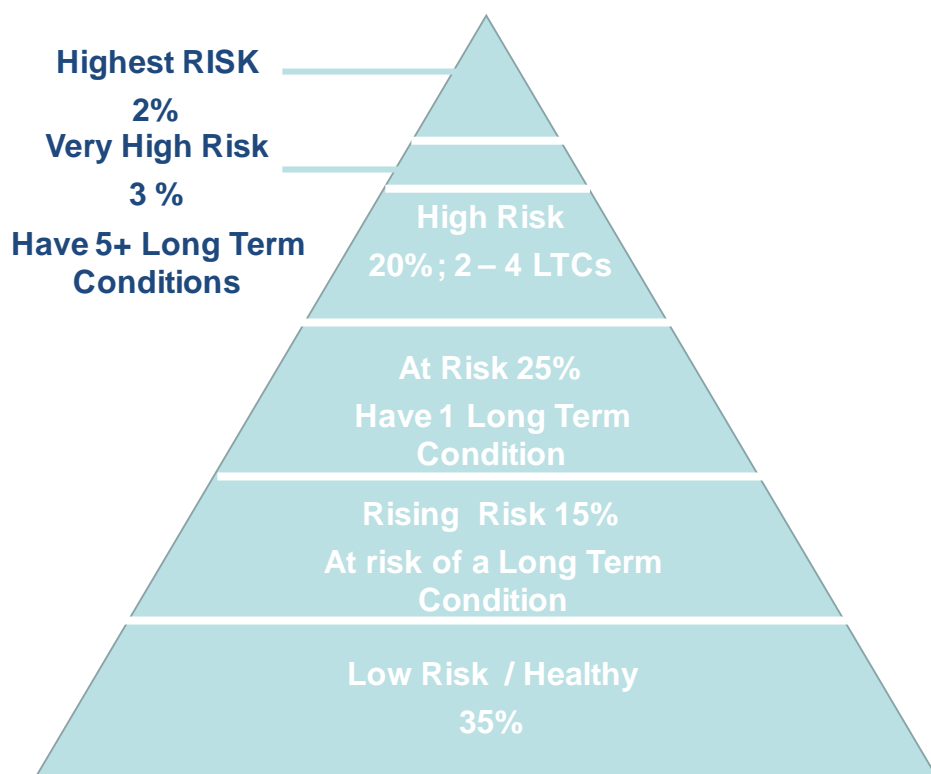 Highest RISK
2%
Very High Risk
3 %
Have 5+ Long Term
Conditions
High Risk
20%; 2 – 4 LTCs
At Risk 25%
Have 1 Long Term
Condition
Rising Risk 15%
At risk of a Long Term
Condition
Low Risk / Healthy
35%